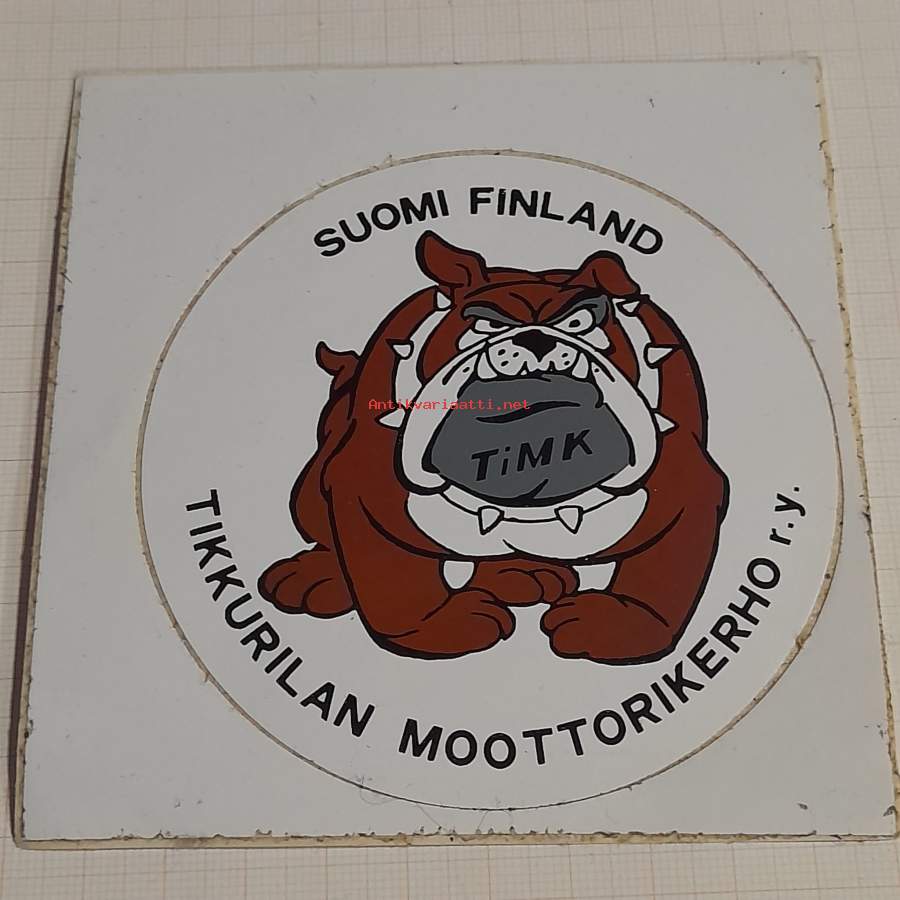 SUOMI FiNLAND
Antikvariaatti.net
TiMK
TIKKURILAN MOOTTORIKERHO r.y.